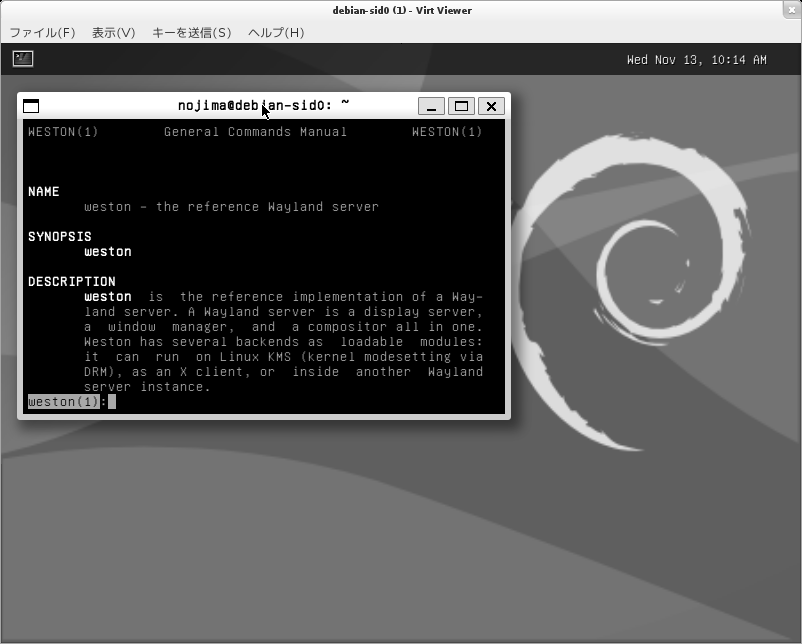 debian-sid0 (1) - Virt Viewer
ファイル(F) 表示(V) キーを送信(S) ヘルプ(H)
Wed Nov 13, 10:14 AM
nojima@debian-sid0: ~
WESTON(1) General Commands Manual WESTON(1)
NAME
weston - the reference Wayland server
SYNOPSIS
weston
DESCRIPTION
weston is the reference implementation of a Way-
land server. A Wayland server is a display server,
a window manager, and a compositor all in one.
Weston has several backends as loadable modules:
it can run on Linux KMS (kernel modesetting via
DRM), as an X client, or inside another Wayland
server instance.
weston(1):